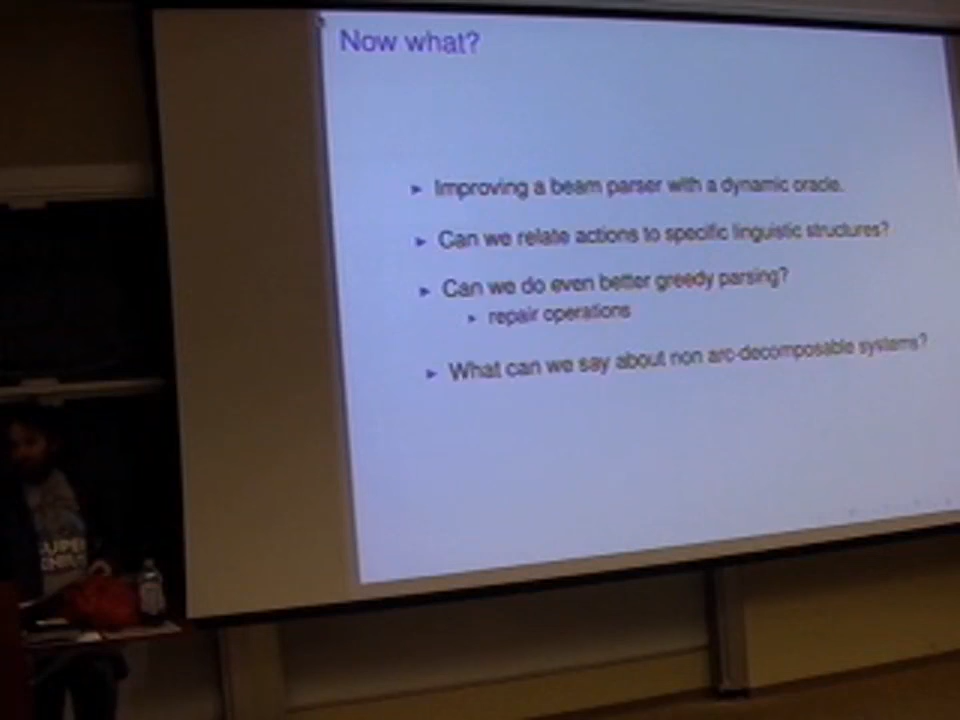 Now what?
Improving a beam parser with a dynamic oracle.
Can we relate actions to specific linguistic structures?
Can we do even better greedy parsing?
repair operations
What can we say about non arc-decomposable systems?